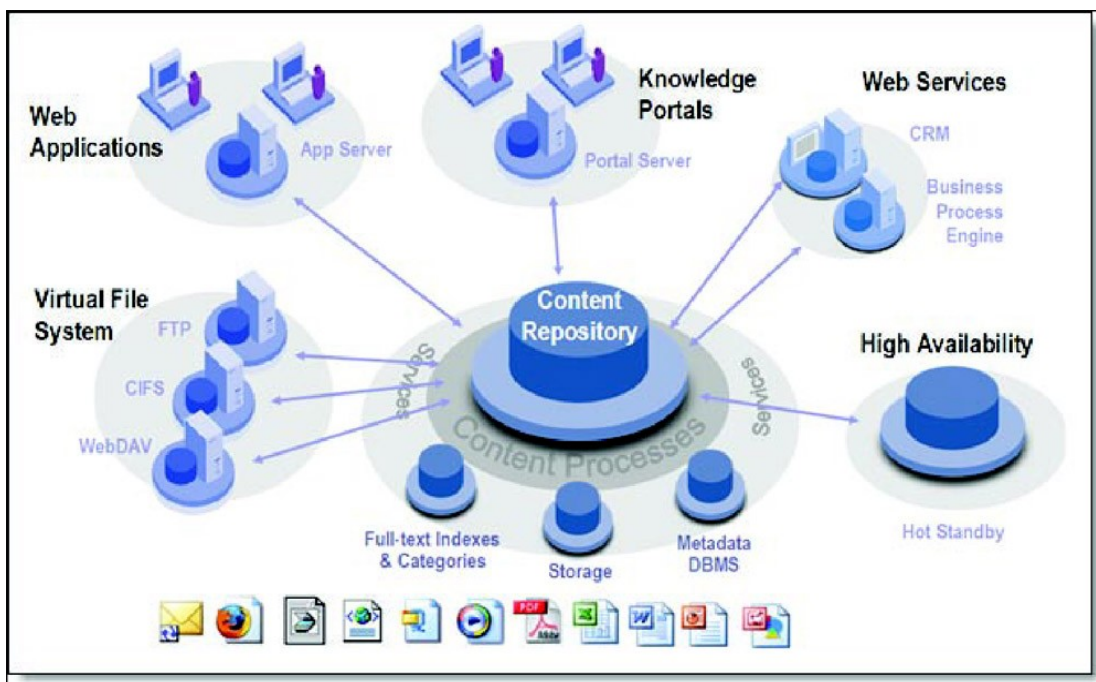 Web
Applications
App Server
Knowledge
Portals
Portal Server
Web Services
CRM
Business
Process
Engine
Virtual File
System
FTP
CIFS
WebDAV
Content
Repository
Services
Services
Content Processes
High Availability
Hot Standby
Full-text Indexes
& Categories
Storage
Metadata
DBMS
PDF
Adobe